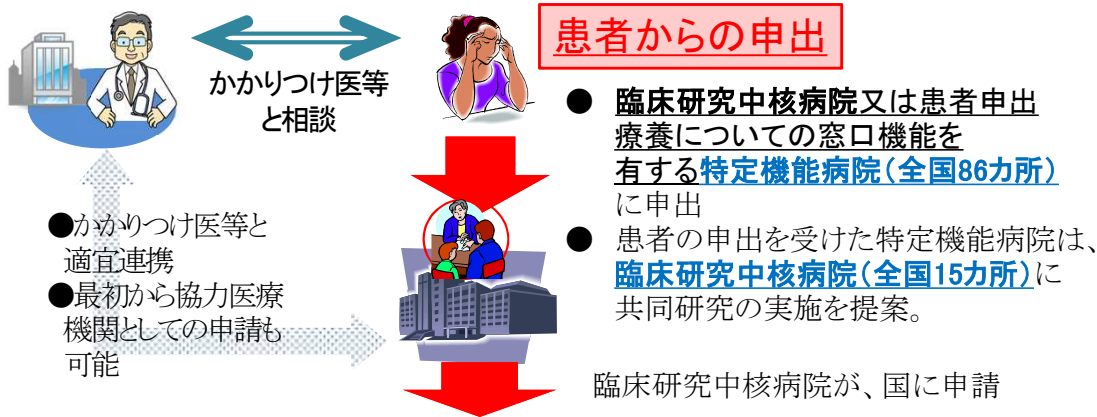 患者からの申出
かかりつけ医等
と相談
● 臨床研究中核病院又は患者申出
療養についての窓口機能を
有する特定機能病院(全国86カ所)
に申出
● 患者の申出を受けた特定機能病院は、
臨床研究中核病院(全国15カ所)に
共同研究の実施を提案。
●かかりつけ医等と
適宜連携
●最初から協力医療
機関としての申請も
可能
臨床研究中核病院が、国に申請